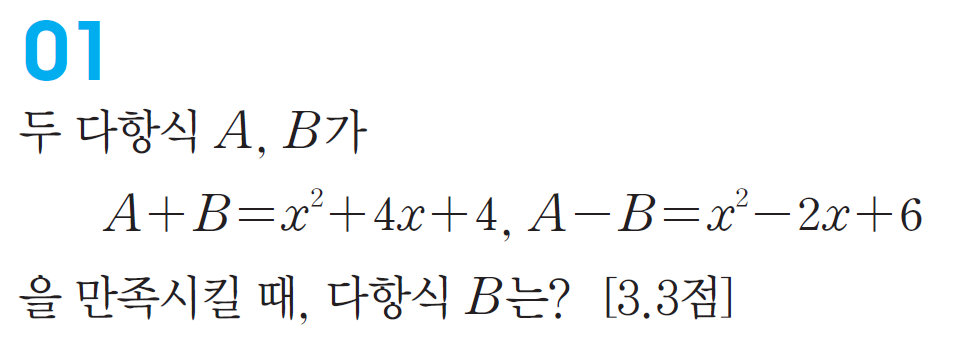 01
두 다항식 A, B가
A+B=x²+4x+4, A-B=x²-2x+6
을 만족시킬 때, 다항식 B는? [3.3점]